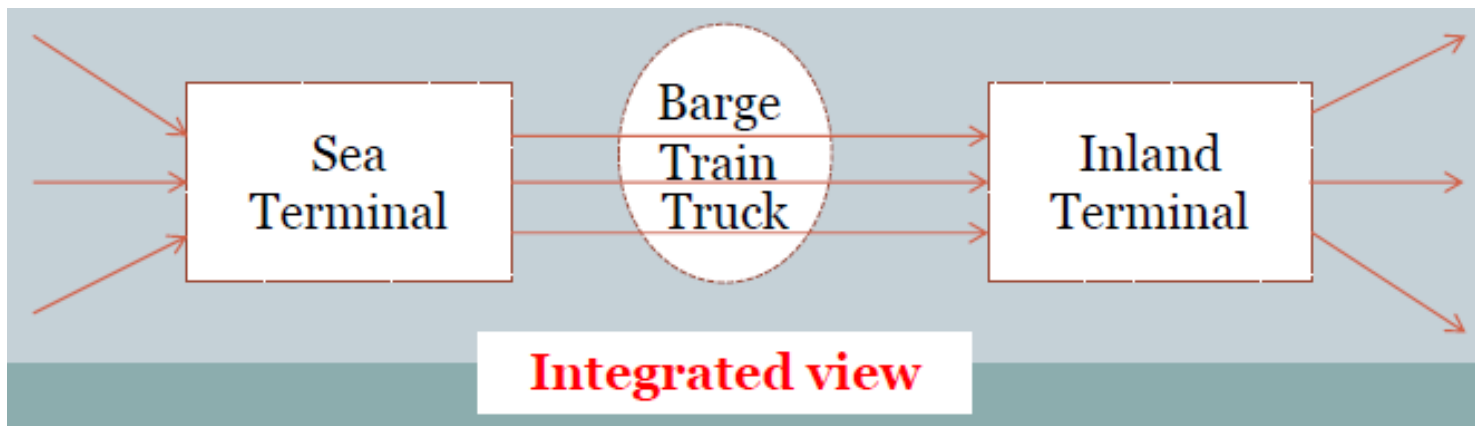 Sea
Terminal
Barge
Train
Truck
Inland
Terminal
Integrated view